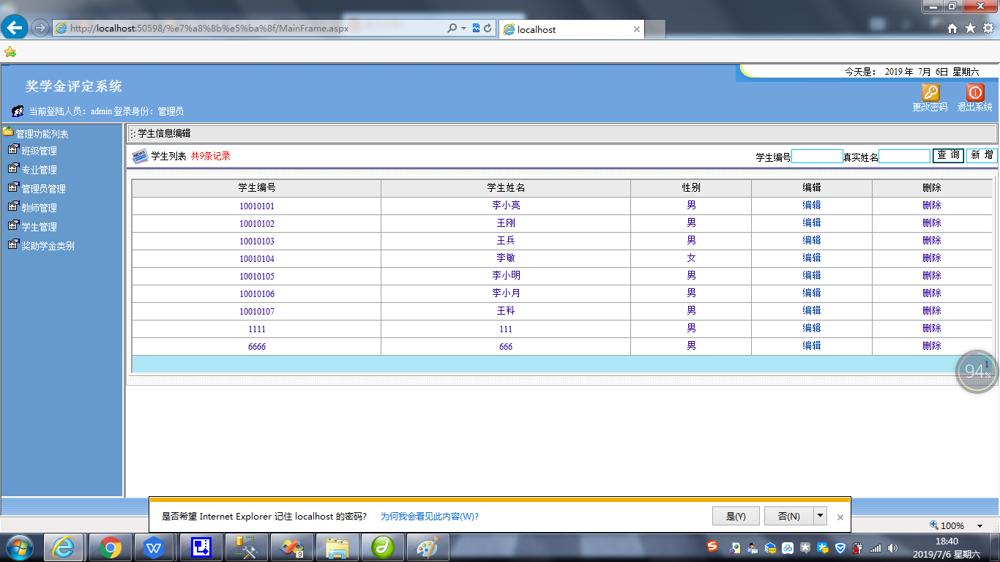 http://localhost:50598/%e7%a8%8b%e5%ba%8f/MainFrame.aspx
localhost
今天是： 2019 年 7月 6日 星期六
奖学金评定系统
更改密码 退出系统
当前登陆人员：admin 登录身份：管理员
管理功能列表
班级管理
专业管理
管理员管理
教师管理
学生管理
奖助学金类别
学生信息编辑
NEWS 学生列表 共9条记录 学生编号 真实姓名 查 询 新 增
学生编号 学生姓名 性别 编辑 删除
10010101 李小亮 男 编辑 删除
10010102 王刚 男 编辑 删除
10010103 王兵 男 编辑 删除
10010104 李敏 女 编辑 删除
10010105 李小明 男 编辑 删除
10010106 李小月 男 编辑 删除
10010107 王科 男 编辑 删除
1111 111 男 编辑 删除
6666 666 男 编辑 删除
1
94%
是否希望 Internet Explorer 记住 localhost 的密码? 为何我会看见此内容(W)? 是(Y) 否(N)
100%
18:40
2019/7/6 星期六